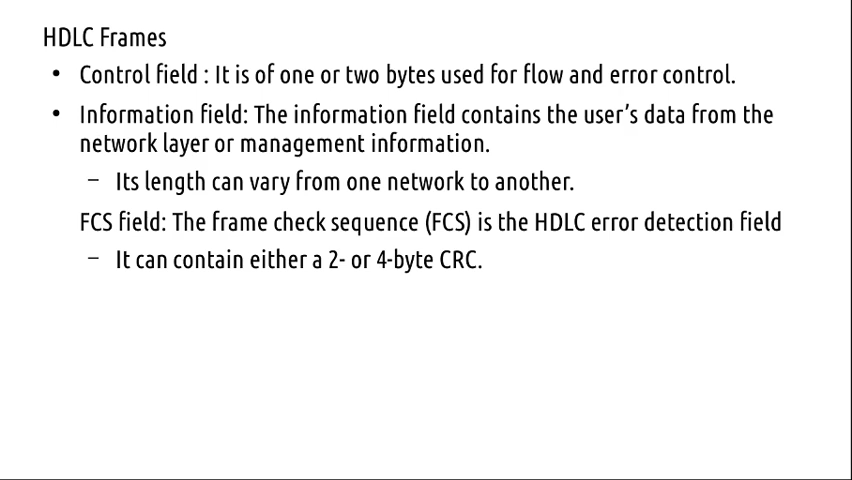 HDLC Frames
• Control field : It is of one or two bytes used for flow and error control.
• Information field: The information field contains the user’s data from the
network layer or management information.
– Its length can vary from one network to another.
FCS field: The frame check sequence (FCS) is the HDLC error detection field
– It can contain either a 2- or 4-byte CRC.